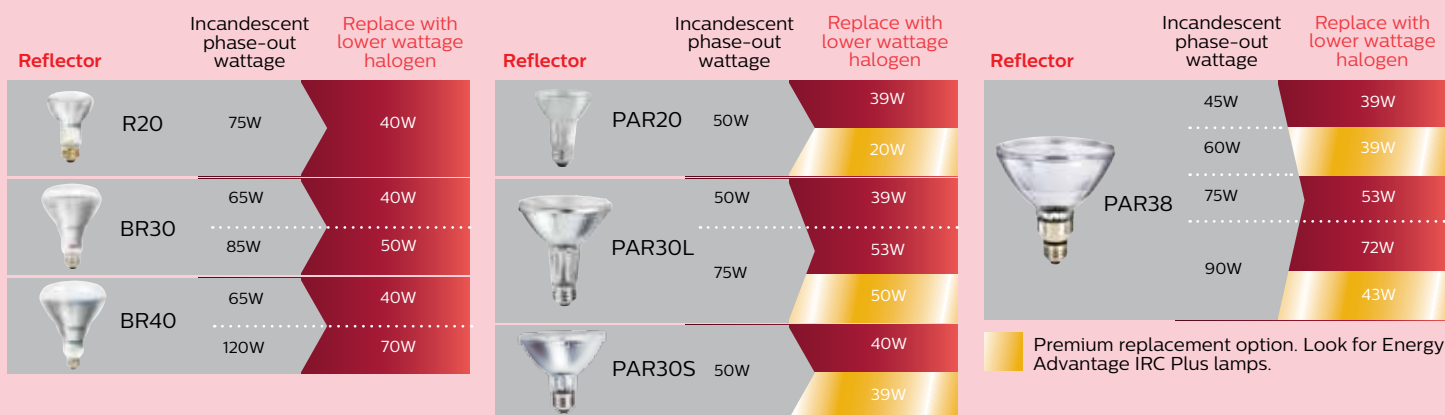 Reflector
Incandescent
phase-out
wattage
Replace with
lower wattage
halogen
R20 75W 40W
BR30
65W 40W
85W 50W
BR40
65W 40W
120W 70W
Reflector
Incandescent
phase-out
wattage
Replace with
lower wattage
halogen
PAR20 50W
39W
20W
PAR30L
50W 39W
75W
53W
50W
PAR30S 50W
40W
39W
Reflector
Incandescent
phase-out
wattage
Replace with
lower wattage
halogen
PAR38
45W 39W
60W 39W
75W 53W
90W
72W
43W
Premium replacement option. Look for Energy
Advantage IRC Plus lamps.